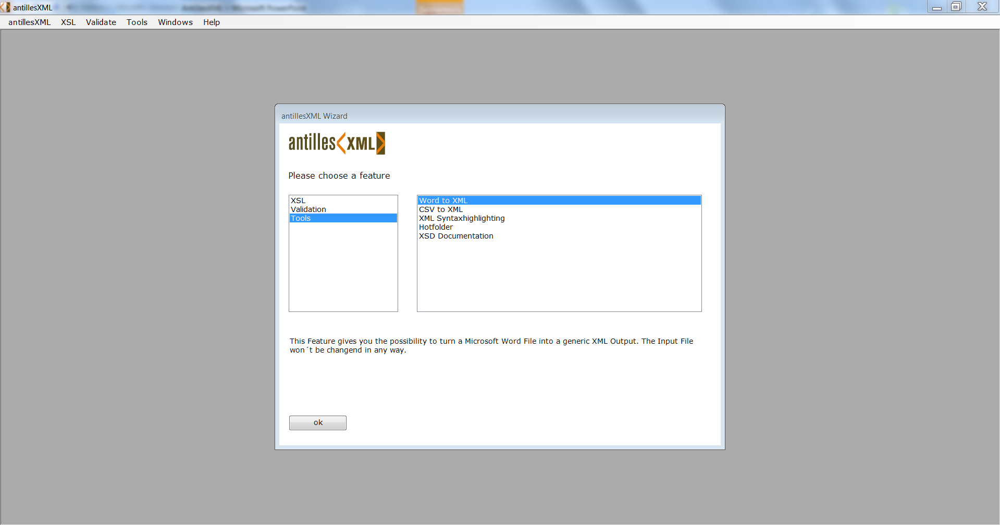 antillesXML
antillesXML XSL Validate Tools Windows Help
antillesXML Wizard
antilles<XML>
Please choose a feature
XSL
Validation
Tools
Word to XML
CSV to XML
XML Syntaxhighlighting
Hotfolder
XSD Documentation
This Feature gives you the possibility to turn a Microsoft Word File into a generic XML Output. The Input File
won´t be changend in any way.
ok